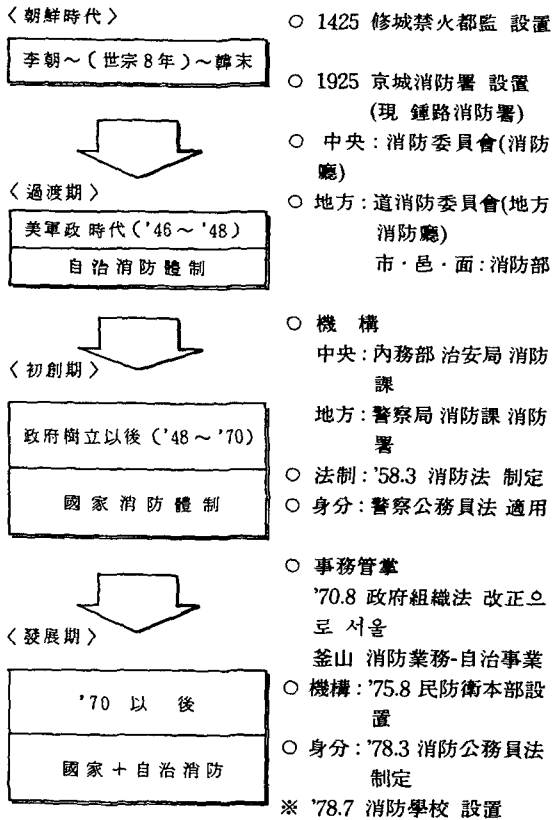 〈朝鮮時代〉
李朝～(世宗8年)～韓末
○ 1425 修城禁火都監 設置
○ 1925 京城消防署 設置
(現 鍾路消防署)
○ 中央:消防委員會(消防
廳)
〈過渡期〉
美軍政 時代('46～'48)
自治消防體制
○ 地方:道消防委員會(地方
消防廳)
市·邑·面:消防部
〈初創期〉
政府樹立以後('48～'70)
國家消防體制
○ 機 構
中央:內務部 治安局 消防
課
地方:警察局 消防課 消防
署
○ 法制:'58.3 消防法 制定
○ 身分:警察公務員法 適用
〈發展期〉
'70 以 後
國家+自治消防
○ 事務管掌
'70.8 政府組織法 改正으
로 서울
釜山 消防業務-自治事業
○ 機構:'75.8 民防衛本部設
置
○ 身分:'78.3 消防公務員法
制定
※ '78.7 消防學校 設置